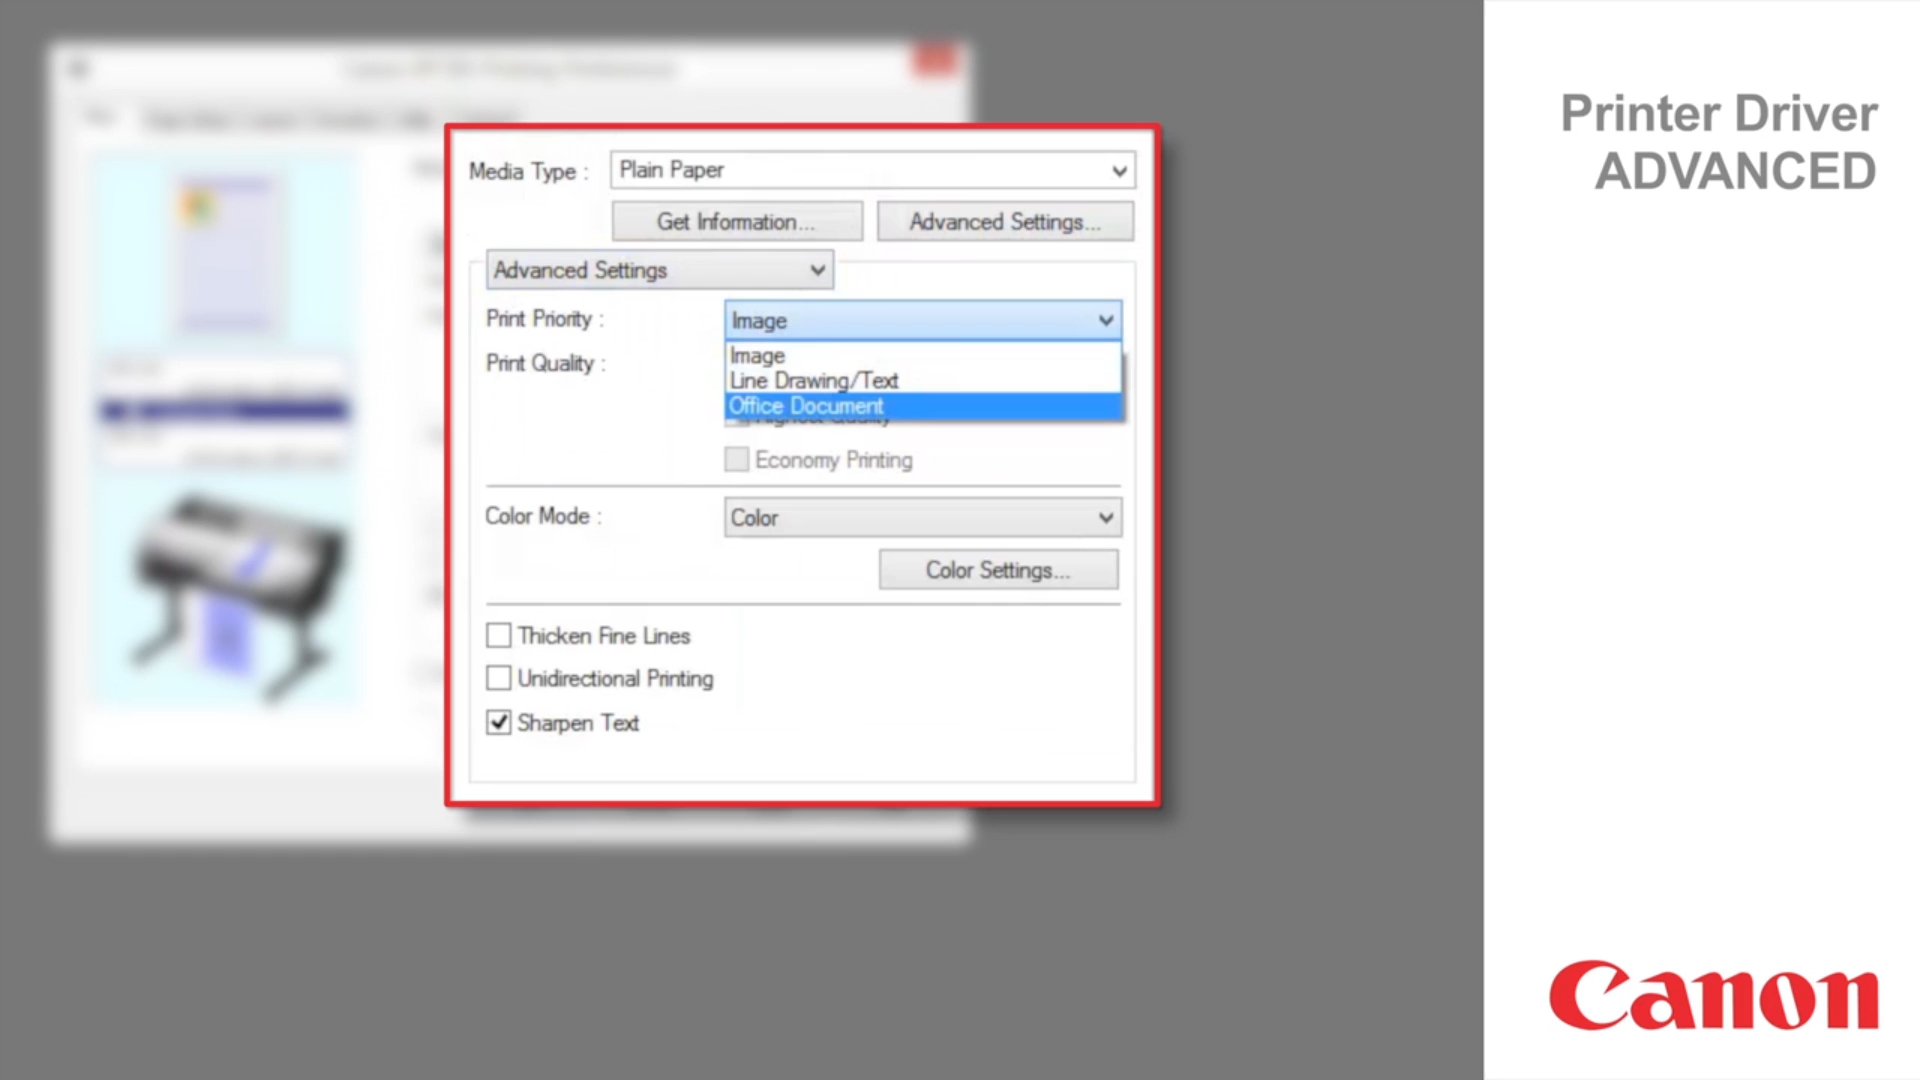 Printer Driver
ADVANCED
Media Type :
Plain Paper
Get Information...
Advanced Settings...
Advanced Settings
Print Priority :
Image
Image
Line Drawing/Text
Office Document
Print Quality :
Highest Quality
Economy Printing
Color Mode :
Color
Color Settings...
Thicken Fine Lines
Unidirectional Printing
Sharpen Text
Canon